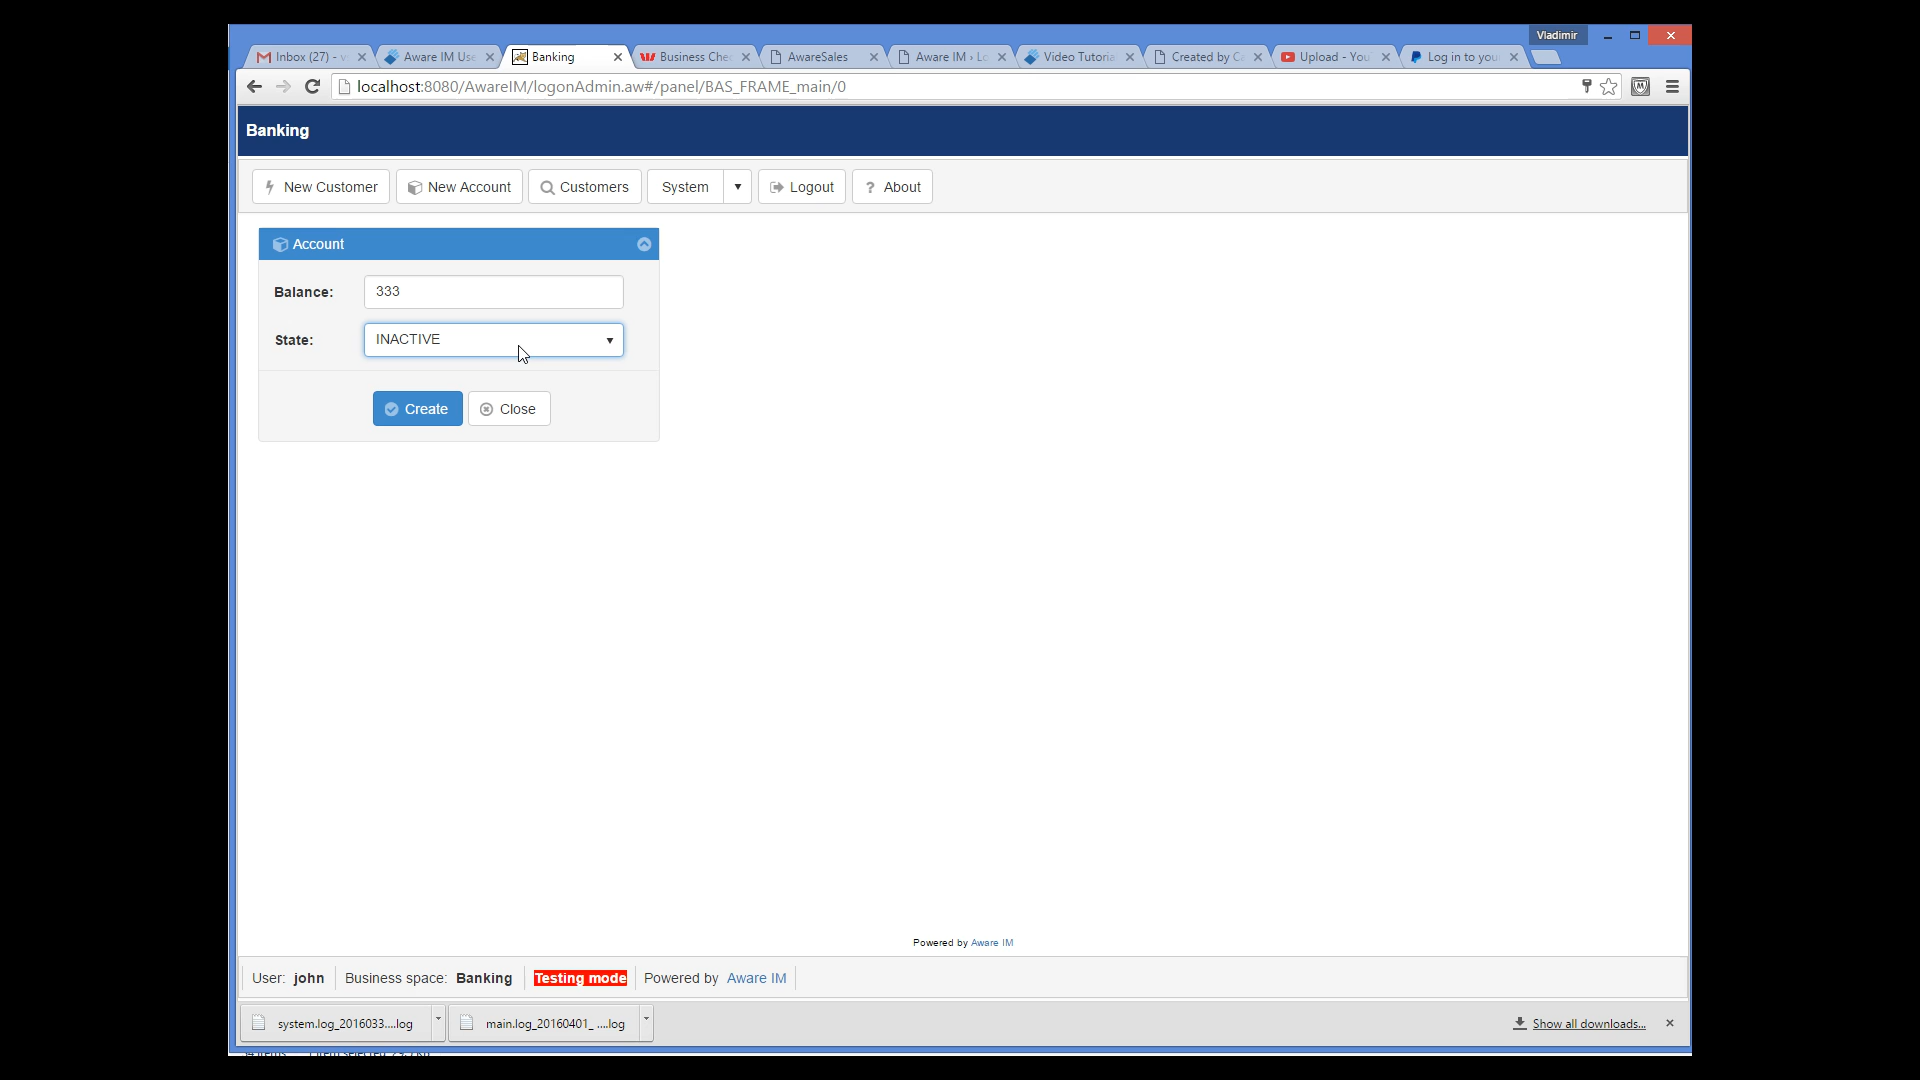 Vladimir
Inbox (27) - v
Aware IM Use
Banking
Business Che
AwareSales
Aware IM › Lo
Video Tutoria
Created by C
Upload - You
Log in to you
localhost:8080/AwareIM/logonAdmin.aw#/panel/BAS_FRAME_main/0
Banking
New Customer
New Account
Customers
System
Logout
? About
Account
Balance: 333
State: INACTIVE
Create
Close
Powered by Aware IM
User: john
Business space: Banking
Testing mode
Powered by Aware IM
system.log_2016033....log
main.log_20160401_ ....log
Show all downloads...